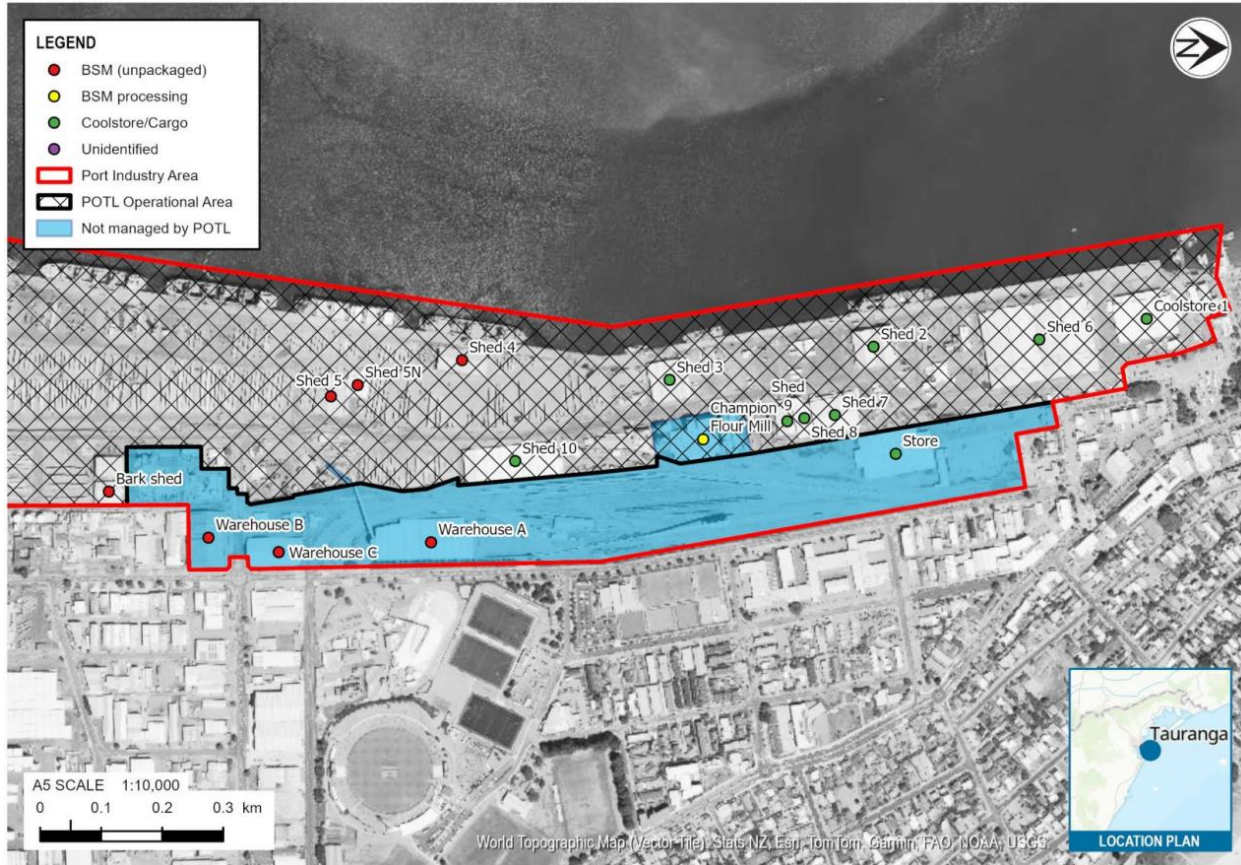 LEGEND
BSM (unpackaged)
BSM processing
Coolstore/Cargo
Unidentified
Port Industry Area
POTL Operational Area
Not managed by POTL
N
Coolstore 1
Shed 6
Shed 2
Shed 4
Shed 5N
Shed 5
Shed 3
Shed
9
Shed 7
Shed 8
Champion
Flour Mill
Store
Shed 10
Bark shed
Warehouse B
Warehouse C
Warehouse A
A5 SCALE 1:10,000
0 0.1 0.2 0.3 km
Tauranga
LOCATION PLAN
World Topographic Map (Vector Tile), Stats NZ, Esri, TomTom, Garmin, FAO, NOAA, USGS